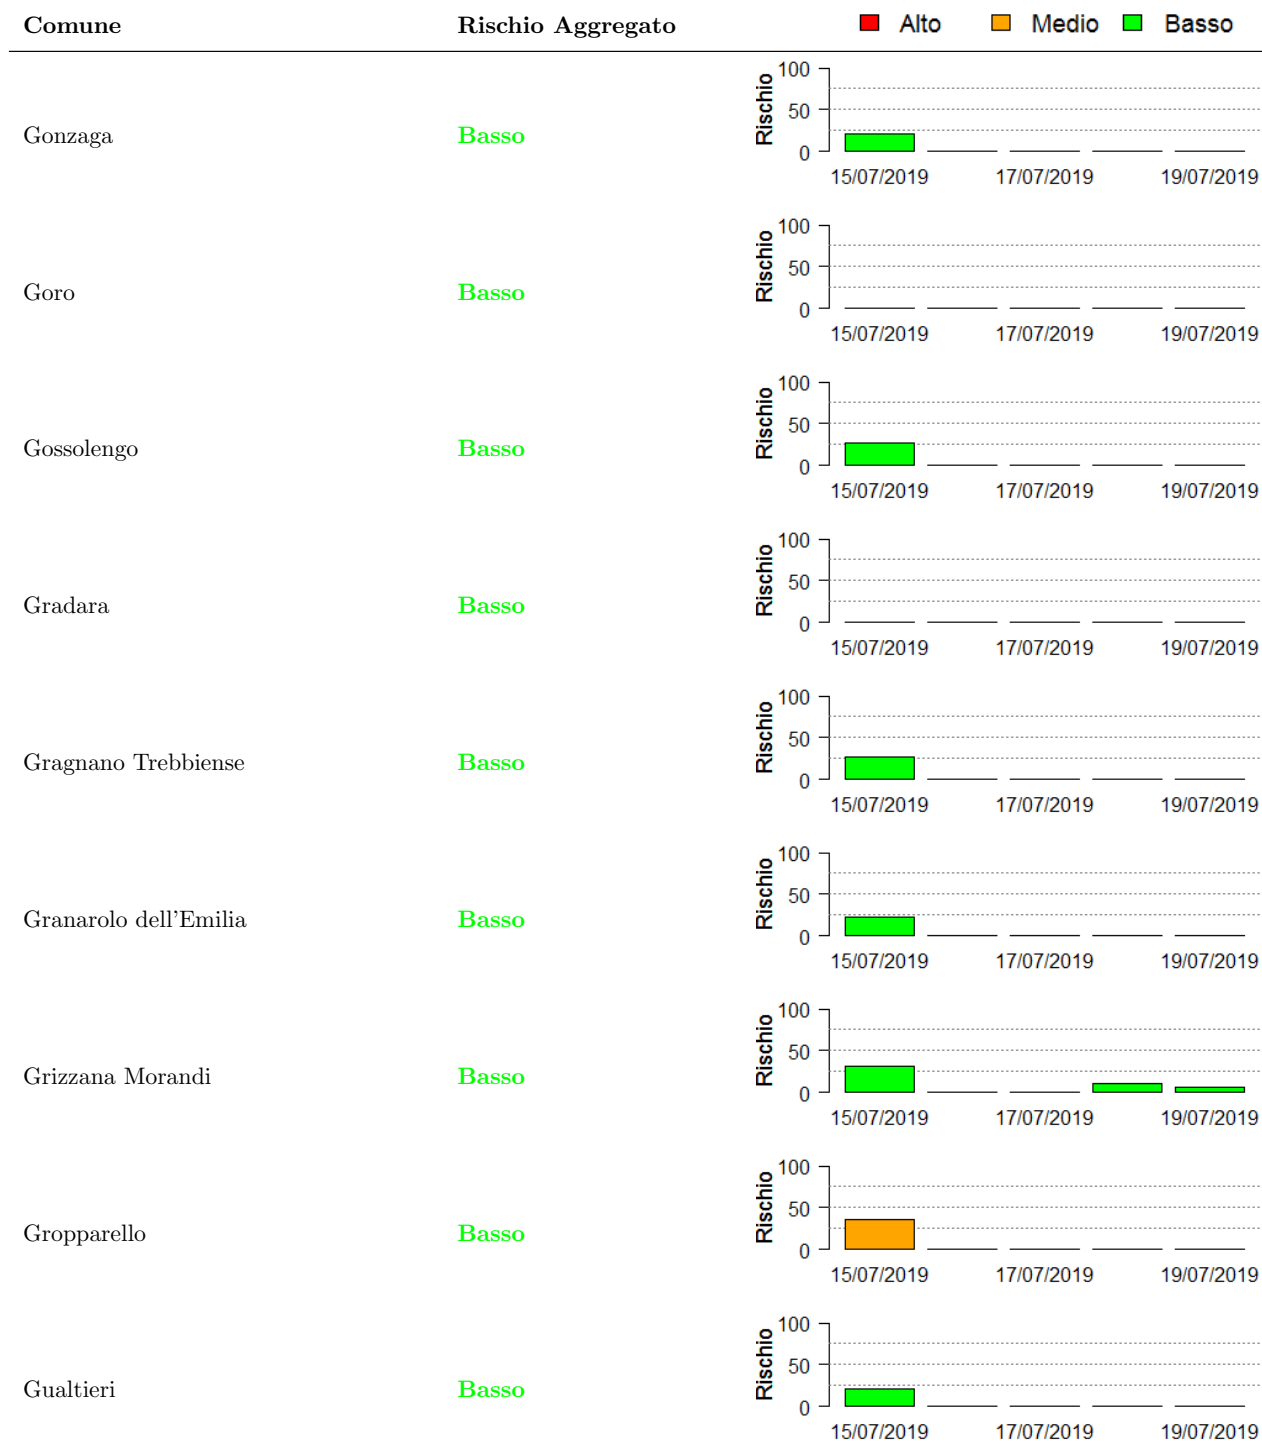 Comune Rischio Aggregato Alto Medio Basso
100
50
0
Rischio
Gonzaga Basso
15/07/2019 17/07/2019 19/07/2019
100
50
0
Rischio
Goro Basso
15/07/2019 17/07/2019 19/07/2019
100
50
0
Rischio
Gossolengo Basso
15/07/2019 17/07/2019 19/07/2019
100
50
0
Rischio
Gradara Basso
15/07/2019 17/07/2019 19/07/2019
100
50
0
Rischio
Gragnano Trebbiense Basso
15/07/2019 17/07/2019 19/07/2019
100
50
0
Rischio
Granarolo dell'Emilia Basso
15/07/2019 17/07/2019 19/07/2019
100
50
0
Rischio
Grizzana Morandi Basso
15/07/2019 17/07/2019 19/07/2019
100
50
0
Rischio
Gropparello Basso
15/07/2019 17/07/2019 19/07/2019
100
50
0
Rischio
Gualtieri Basso
15/07/2019 17/07/2019 19/07/2019